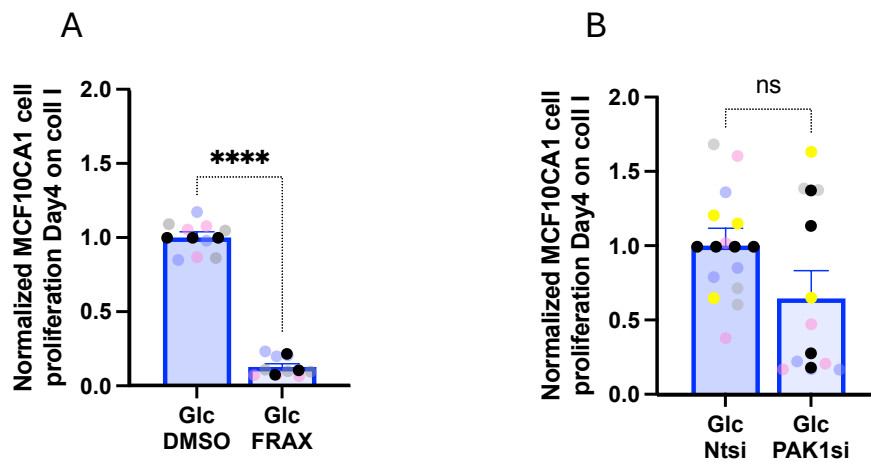 A
Normalized MCF10CA1 cell
proliferation Day4 on coll I
2.0
1.5
1.0
0.5
0.0
****
Glc
DMSO
Glc
FRAX
B
Normalized MCF10CA1 cell
proliferation Day4 on coll I
2.0
1.5
1.0
0.5
0.0
ns
Glc
Ntsi
Glc
PAK1si